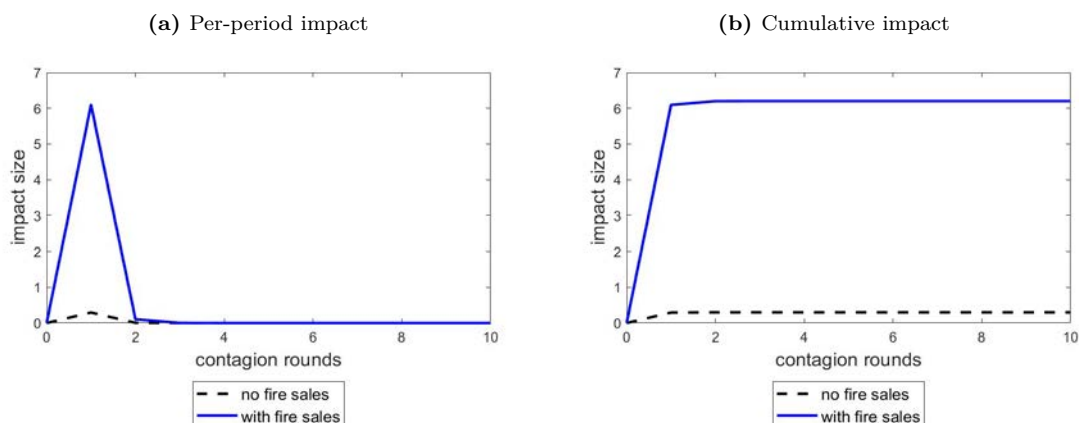 (a) Per-period impact
7
6
5
4
3
2
1
0
impact size
0 2 4 6 8 10
contagion rounds
no fire sales
with fire sales
(b) Cumulative impact
7
6
5
4
3
2
1
0
impact size
0 2 4 6 8 10
contagion rounds
no fire sales
with fire sales